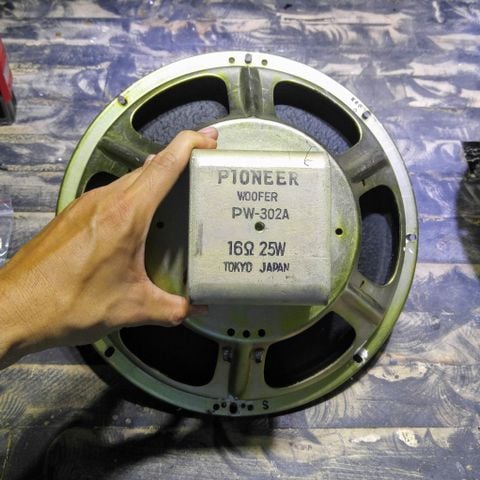 PIONEER
WOOFER
PW-302A
16Ω 25W
TOKYO JAPAN
S